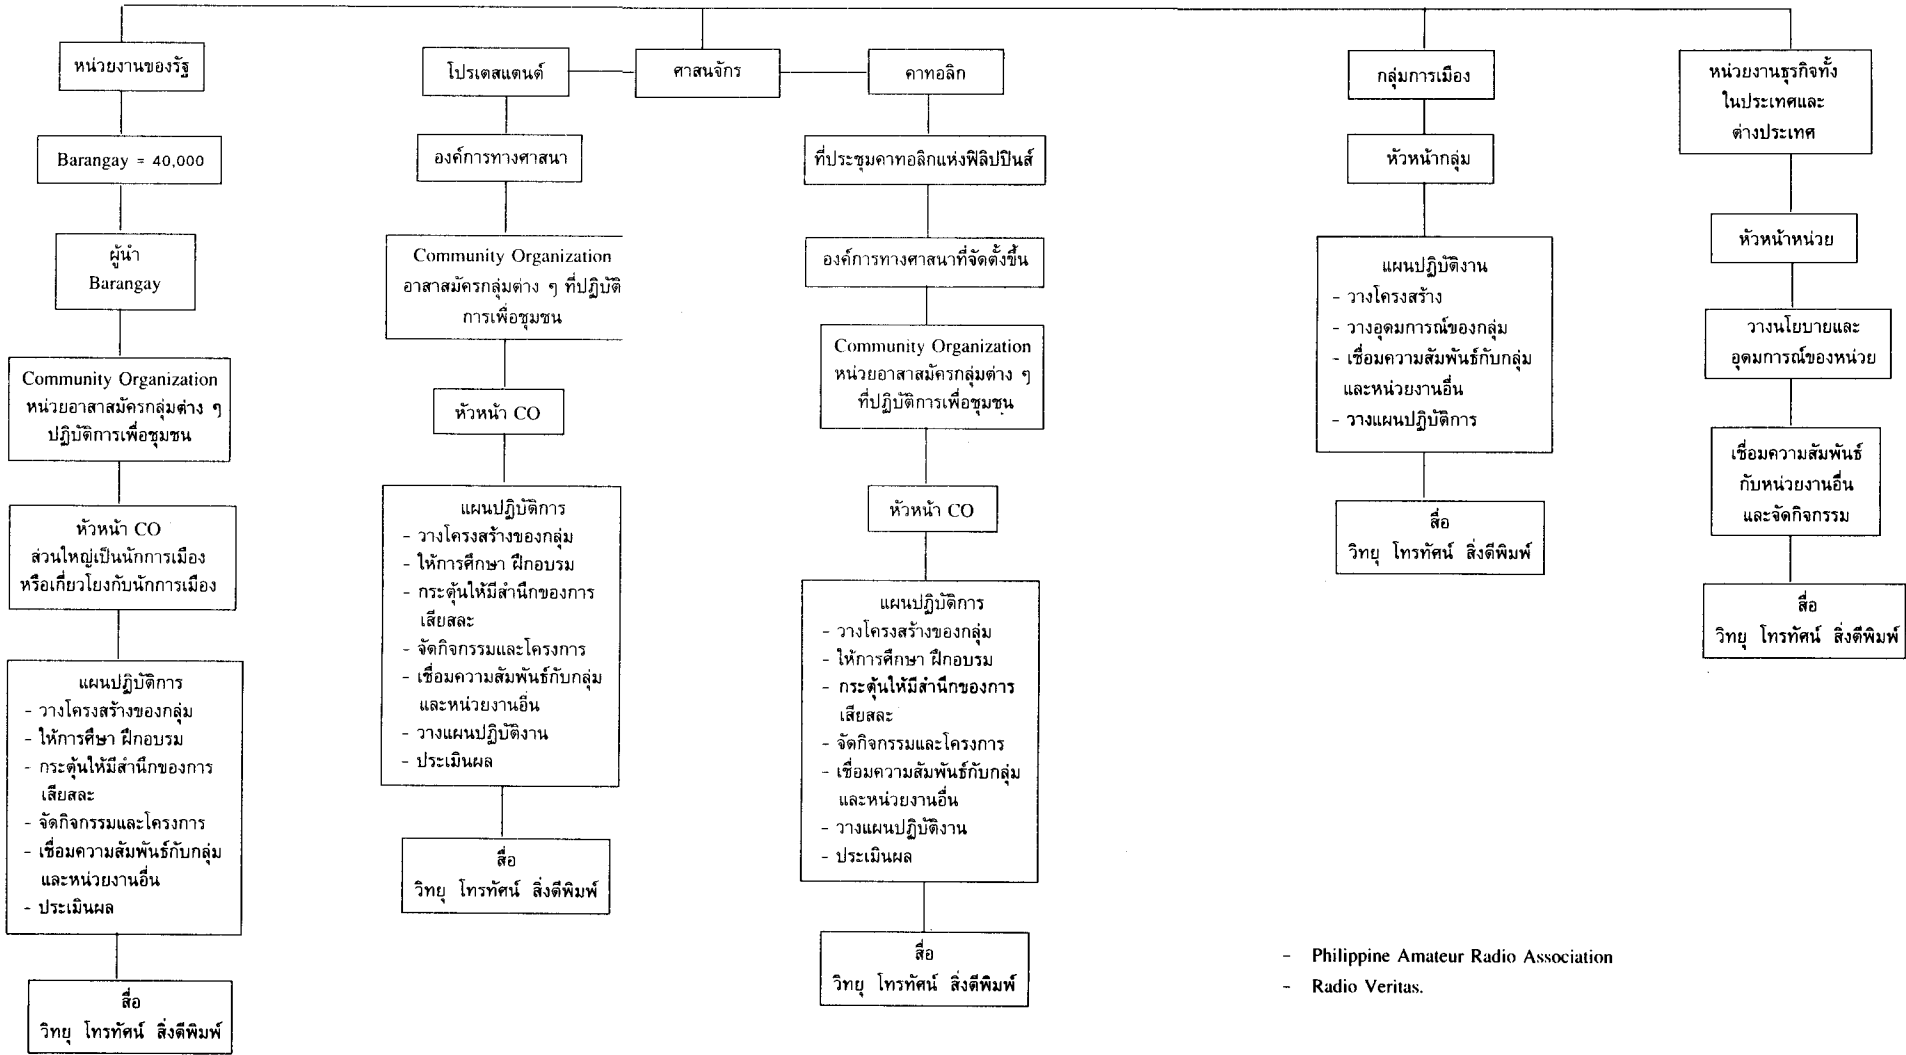 หน่วยงานของรัฐ
Barangay = 40,000
ผู้นำ
Barangay
Community Organization
หน่วยอาสาสมัครกลุ่มต่าง ๆ
ปฏิบัติการเพื่อชุมชน
หัวหน้า CO
ส่วนใหญ่เป็นนักการเมือง
หรือเกี่ยวโยงกับนักการเมือง
แผนปฏิบัติการ
- วางโครงสร้างของกลุ่ม
- ให้การศึษา ฝึกอบรม
- กระตุ้นให้มีสำนึกของการ
เสียสละ
- จัดกิจกรรมและโครงการ
- เชื่อมความสัมพันธ์กับกลุ่ม
และหน่วยงานอื่น
- ประเมินผล
สื่อ
วิทยุ โทรทัศน์ สิ่งตีพิมพ์
ศาสนจักร
โปรเตสแตนต์
องค์การทางศาสนา
Community Organization
อาสาสมัครกลุ่มต่าง ๆ ที่ปฏิบัติ
การเพื่อชุมชน
หัวหน้า CO
แผนปฏิบัติการ
- วางโครงสร้างของกลุ่ม
- ให้การศึกษา ฝึกอบรม
- กระตุ้นให้มีสำนึกของการ
เสียสละ
- จัดกิจกรรมและโครงการ
- เชื่อมความสัมพันธ์กับกลุ่ม
และหน่วยงานอื่น
- วางแผนปฏิบัติงาน
- ประเมินผล
สื่อ
วิทยุ โทรทัศน์ สิ่งตีพิมพ์
คาทอลิก
ที่ประชุมคาทอลิกแห่งฟิลิปปินส์
องค์การทางศาสนาที่จัดตั้งขึ้น
Community Organization
หน่วยอาสาสมัครกลุ่มต่าง ๆ
ที่ปฏิบัติการเพื่อชุมชน
หัวหน้า CO
แผนปฏิบัติการ
- วางโครงสร้างของกลุ่ม
- ให้การศึกษา ฝึกอบรม
- กระตุ้นให้มีสำนึกของการ
เสียสละ
- จัดกิจกรรมและโครงการ
- เชื่อมความสัมพันธ์กับกลุ่ม
และหน่วยงานอื่น
- วางแผนปฏิบัติงาน
- ประเมินผล
สื่อ
วิทยุ โทรทัศน์ สิ่งตีพิมพ์
กลุ่มการเมือง
หัวหน้ากลุ่ม
แผนปฏิบัติงาน
- วางโครงสร้าง
- วางอุดมการณ์ของกลุ่ม
- เชื่อมความสัมพันธ์กับกลุ่ม
และหน่วยงานอื่น
- วางแผนปฏิบัติการ
สื่อ
วิทยุ โทรทัศน์ สิ่งตีพิมพ์
หน่วยงานธุรกิจทั้ง
ในประเทศและ
ต่างประเทศ
หัวหน้าหน่วย
วางนโยบายและ
อุดมการณ์ของหน่วย
เชื่อมความสัมพันธ์
กับหน่วยงานอื่น
และจัดกิจกรรม
สื่อ
วิทยุ โทรทัศน์ สิ่งตีพิมพ์
- Philippine Amateur Radio Association
- Radio Veritas.